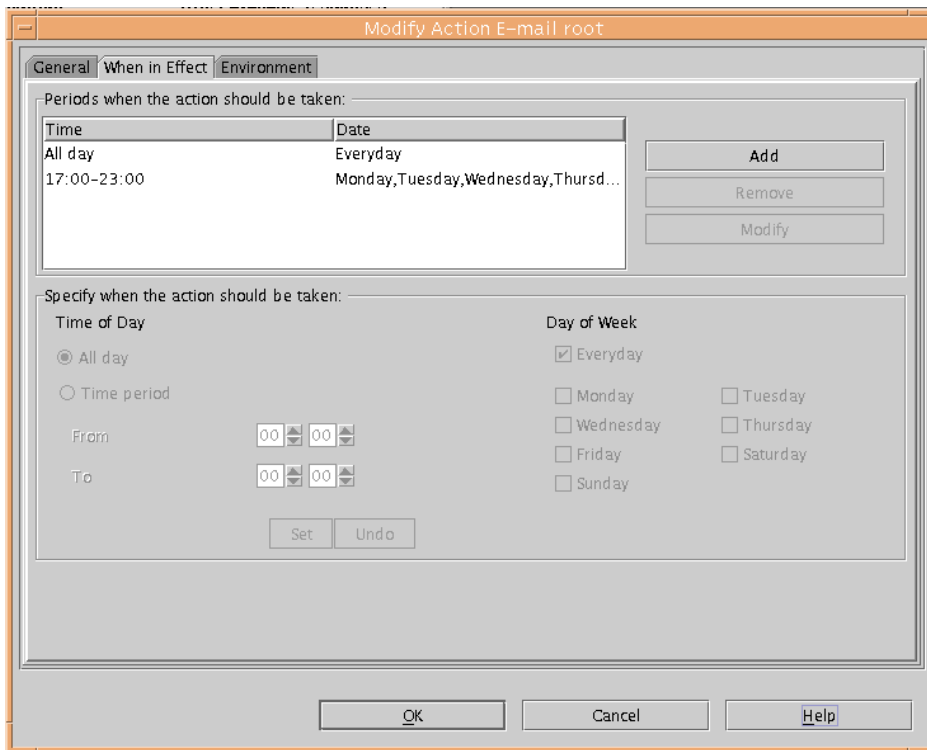 Modify Action E-mail root
General When in Effect Environment
Periods when the action should be taken:
Time Date
All day Everyday
17:00-23:00 Monday,Tuesday,Wednesday,Thursd...
Add
Remove
Modify
Specify when the action should be taken:
Time of Day Day of Week
All day Everyday
Time period
Monday Tuesday
From 00 00 Wednesday Thursday
Friday Saturday
To 00 00 Sunday
Set Undo
OK Cancel Help